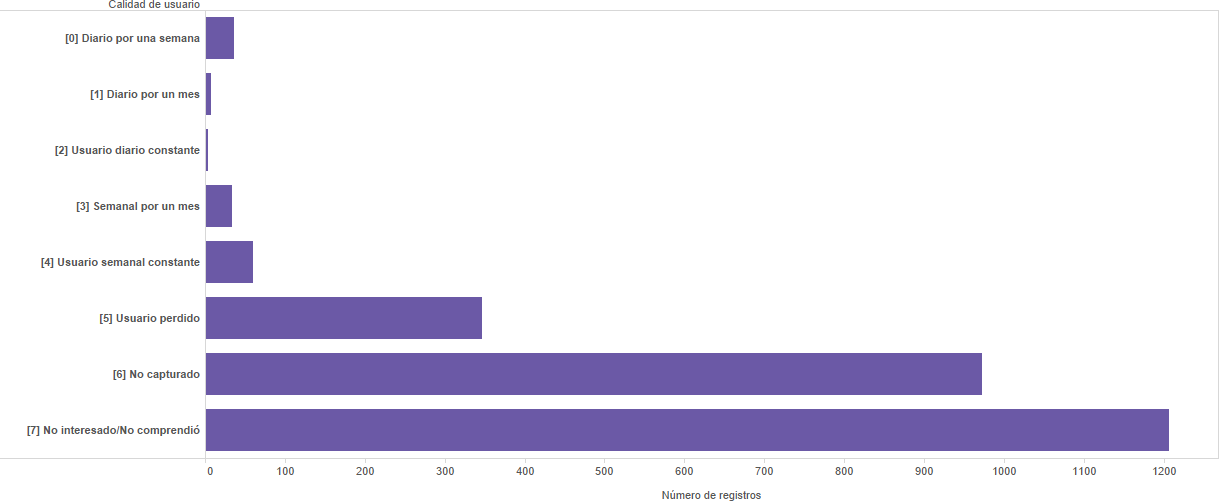 Calidad de usuario
[0] Diario por una semana
[1] Diario por un mes
[2] Usuario diario constante
[3] Semanal por un mes
[4] Usuario semanal constante
[5] Usuario perdido
[6] No capturado
[7] No interesado/No comprendió
0 100 200 300 400 500 600 700 800 900 1000 1100 1200
Número de registros